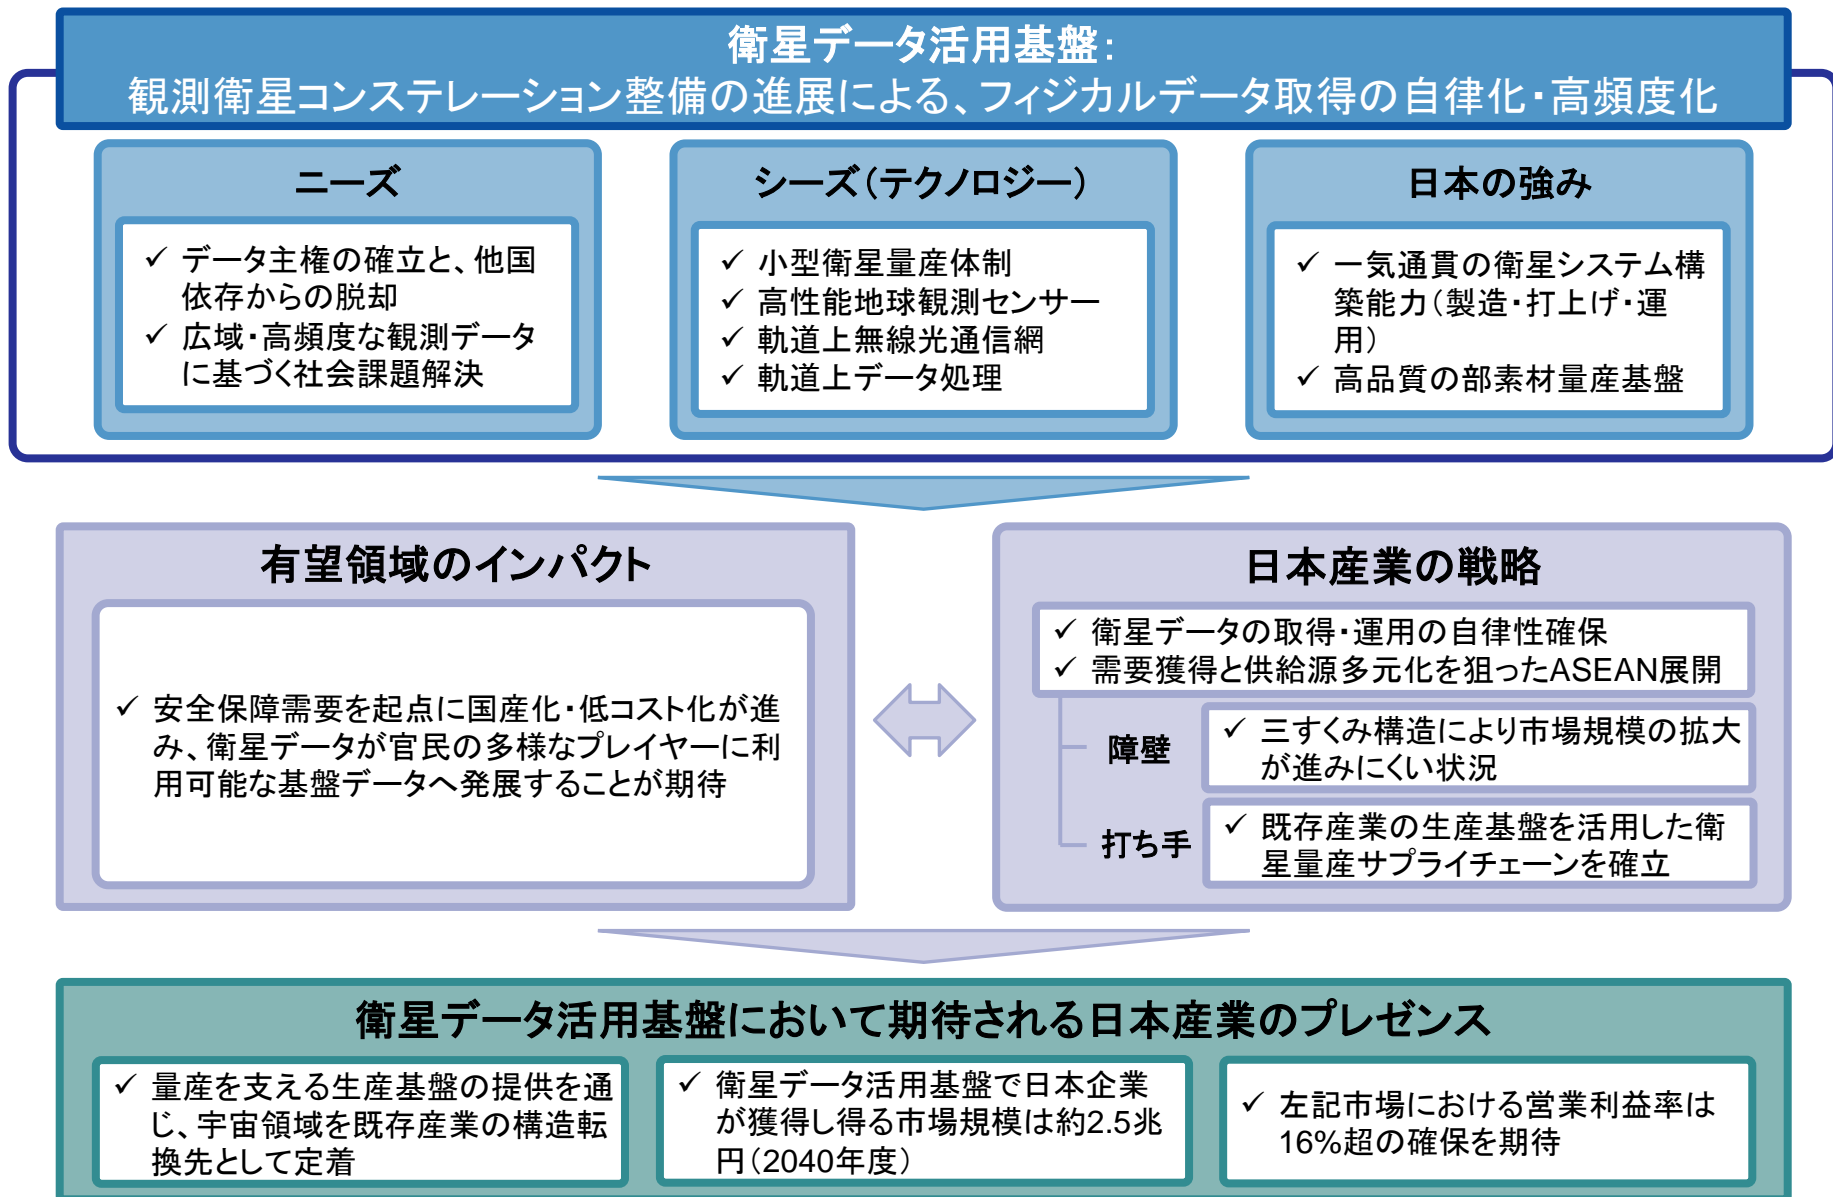 衛星データ活用基盤：
観測衛星コンステレーション整備の進展による、フィジカルデータ取得の自律化・高頻度化
ニーズ
✓ データ主権の確立と、他国
依存からの脱却
✓ 広域・高頻度な観測データ
に基づく社会課題解決
シーズ（テクノロジー）
✓ 小型衛星量産体制
✓ 高性能地球観測センサー
✓ 軌道上無線光通信網
✓ 軌道上データ処理
日本の強み
✓ 一気通貫の衛星システム構
築能力（製造・打上げ・運
用）
✓ 高品質の部素材量産基盤
有望領域のインパクト
✓ 安全保障需要を起点に国産化・低コスト化が進
み、衛星データが官民の多様なプレイヤーに利
用可能な基盤データへ発展することが期待
日本産業の戦略
✓ 衛星データの取得・運用の自律性確保
✓ 需要獲得と供給源多元化を狙ったASEAN展開
障壁
✓ 三すくみ構造により市場規模の拡大
が進みにくい状況
打ち手
✓ 既存産業の生産基盤を活用した衛
星量産サプライチェーンを確立
衛星データ活用基盤において期待される日本産業のプレゼンス
✓ 量産を支える生産基盤の提供を通
じ、宇宙領域を既存産業の構造転
換先として定着
✓ 衛星データ活用基盤で日本企業
が獲得し得る市場規模は約2.5兆
円（2040年度）
✓ 左記市場における営業利益率は
16%超の確保を期待